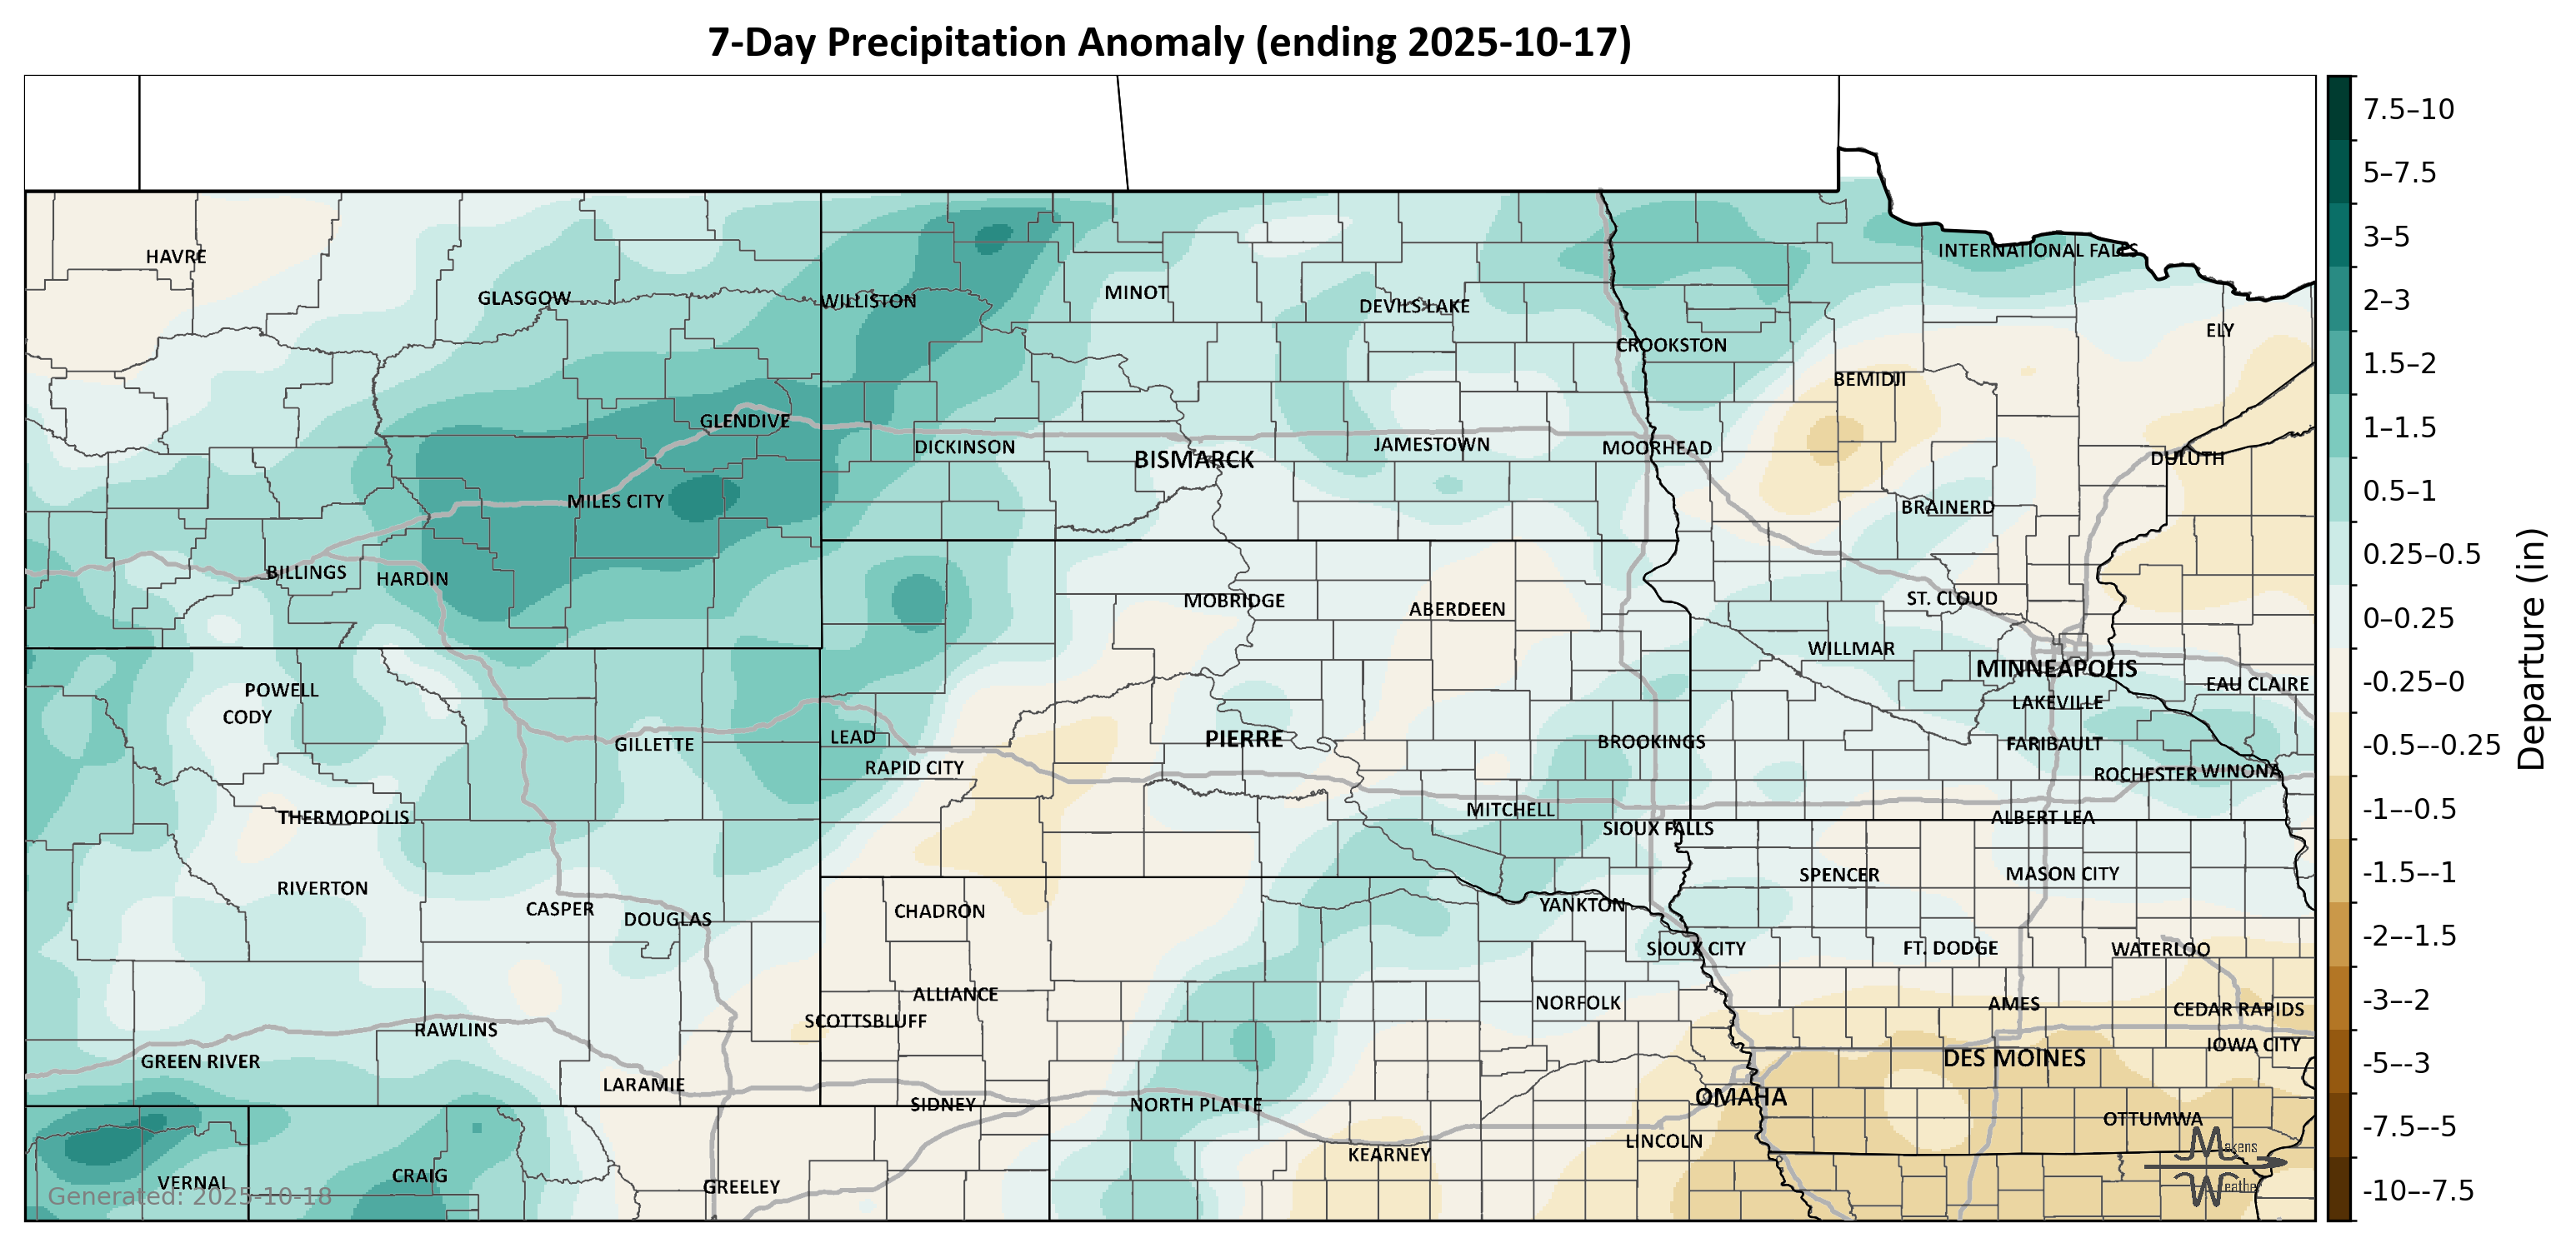 7-Day Precipitation Anomaly (ending 2025-10-17)
HAVRE
GLASGOW
WILLISTON
MINOT
DEVILS LAKE
INTERNATIONAL FALLS
ELY
CROOKSTON
BEMIDJI
GLENDIVE
DICKINSON
BISMARCK
JAMESTOWN
MOORHEAD
DULUTH
MILES CITY
BRAINERD
BILLINGS
HARDIN
MOBRIDGE
ABERDEEN
ST. CLOUD
WILLMAR
MINNEAPOLIS
EAU CLAIRE
POWELL
CODY
LAKEVILLE
GILLETTE
LEAD
PIERRE
BROOKINGS
FARIBAULT
RAPID CITY
ROCHESTER
WINONA
THERMOPOLIS
MITCHELL
ALBERT LEA
SIOUX FALLS
RIVERTON
SPENCER
MASON CITY
CASPER
DOUGLAS
CHADRON
YANKTON
SIOUX CITY
FT. DODGE
WATERLOO
ALLIANCE
NORFOLK
AMES
CEDAR RAPIDS
SCOTTSBLUFF
RAWLINS
GREEN RIVER
DES MOINES
IOWA CITY
LARAMIE
SIDNEY
NORTH PLATTE
OMAHA
OTTUMWA
LINCOLN
KEARNEY
VERNAL
CRAIG
GREELEY
Generated: 2025-10-18
Makens
Weather
7.5–10
5–7.5
3–5
2–3
1.5–2
1–1.5
0.5–1
0.25–0.5
0–0.25
-0.25–0
-0.5–-0.25
-1–-0.5
-1.5–-1
-2–-1.5
-3–-2
-5–-3
-7.5–-5
-10–-7.5
Departure (in)